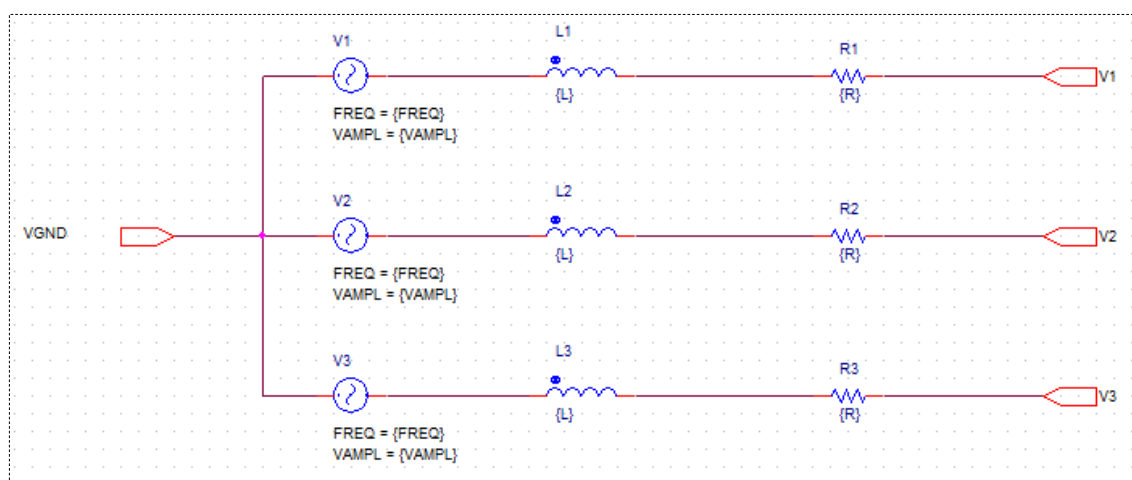 V1
L1
R1
{L}
{R}
V1
FREQ = {FREQ}
VAMPL = {VAMPL}
V2
L2
R2
VGND
{L}
{R}
V2
FREQ = {FREQ}
VAMPL = {VAMPL}
V3
L3
R3
{L}
{R}
V3
FREQ = {FREQ}
VAMPL = {VAMPL}